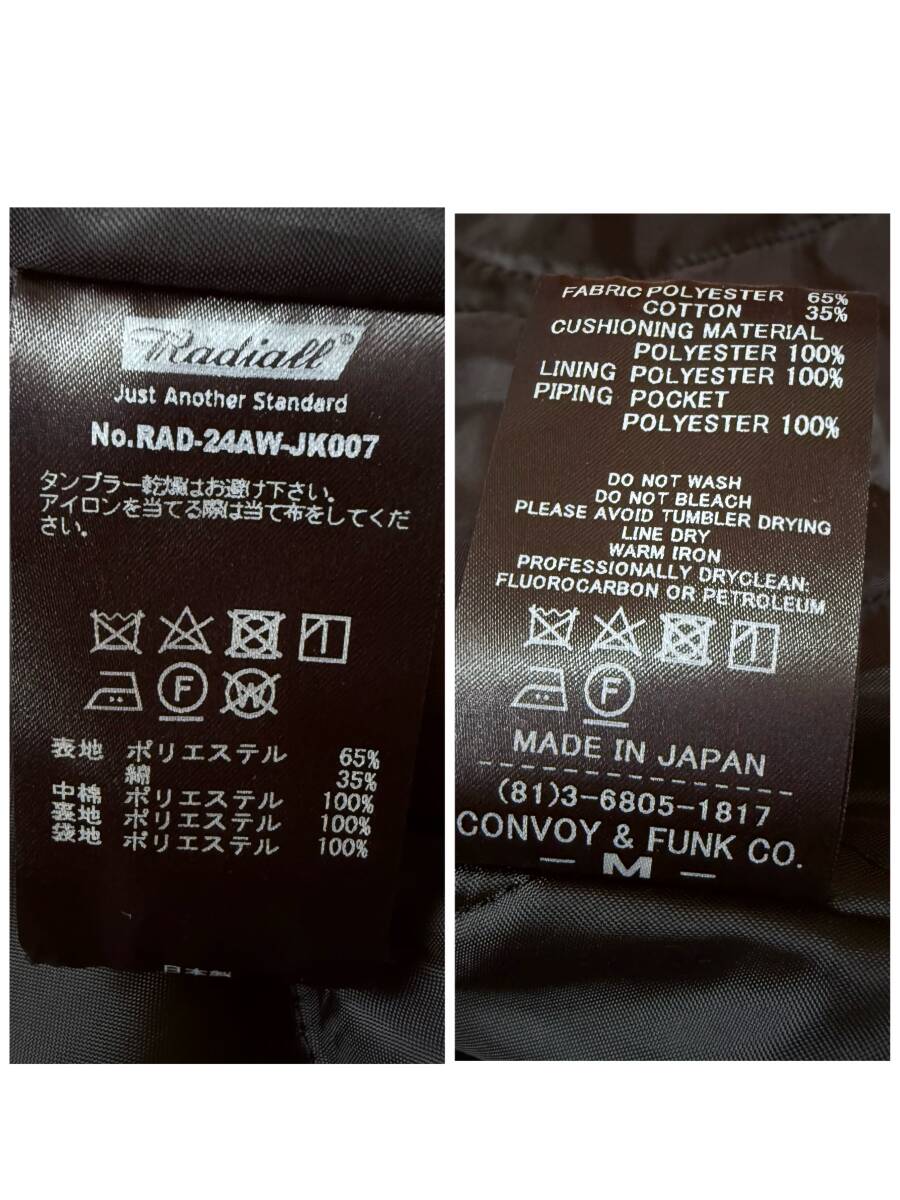 Radiall®
Just Another Standard
No.RAD-24AW-JK007
タンブラー乾燥はお避け下さい。
アイロンを当てる際は当て布をしてくだ
さい。
F
W
表地 ポリエステル 65%
綿 35%
中棉 ポリエステル 100%
裏地 ポリエステル 100%
袋地 ポリエステル 100%
日本製
FABRIC POLYESTER 65%
COTTON 35%
CUSHIONING MATERIAL
POLYESTER 100%
LINING POLYESTER 100%
PIPING POCKET
POLYESTER 100%
DO NOT WASH
DO NOT BLEACH
PLEASE AVOID TUMBLER DRYING
LINE DRY
WARM IRON
PROFESSIONALLY DRYCLEAN:
FLUOROCARBON OR PETROLEUM
F
MADE IN JAPAN
(81)3-6805-1817
CONVOY & FUNK CO.
- M -